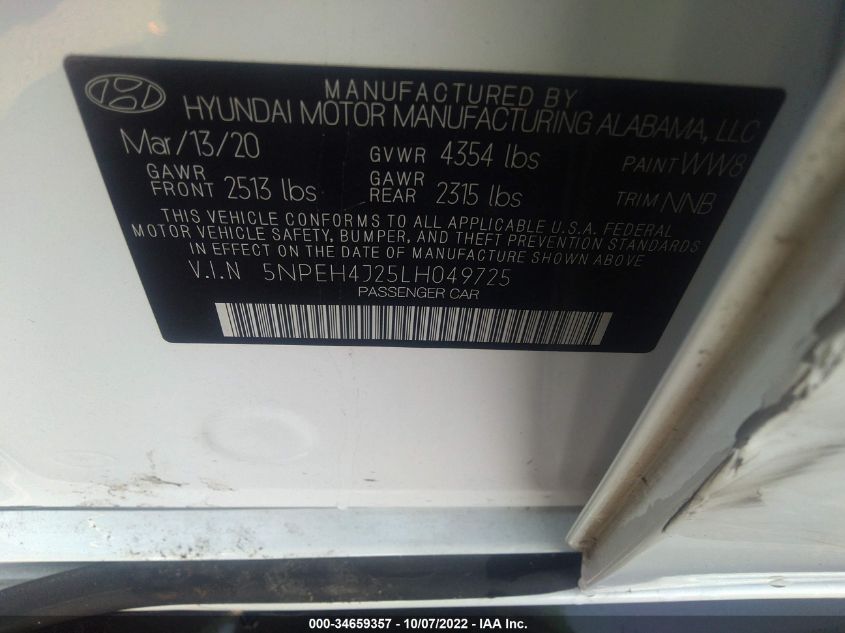 MANUFACTURED BY
HYUNDAI MOTOR MANUFACTURING ALABAMA, LLC
Mar/13/20 GVWR 4354 lbs PAINT WW8
GAWR FRONT 2513 lbs GAWR REAR 2315 lbs TRIM NNB
THIS VEHICLE CONFORMS TO ALL APPLICABLE U.S.A. FEDERAL
MOTOR VEHICLE SAFETY, BUMPER, AND THEFT PREVENTION STANDARDS
IN EFFECT ON THE DATE OF MANUFACTURE SHOWN ABOVE
V.I.N 5NPEH4J25LH049725
PASSENGER CAR
000-34659357 - 10/07/2022 - IAA Inc.